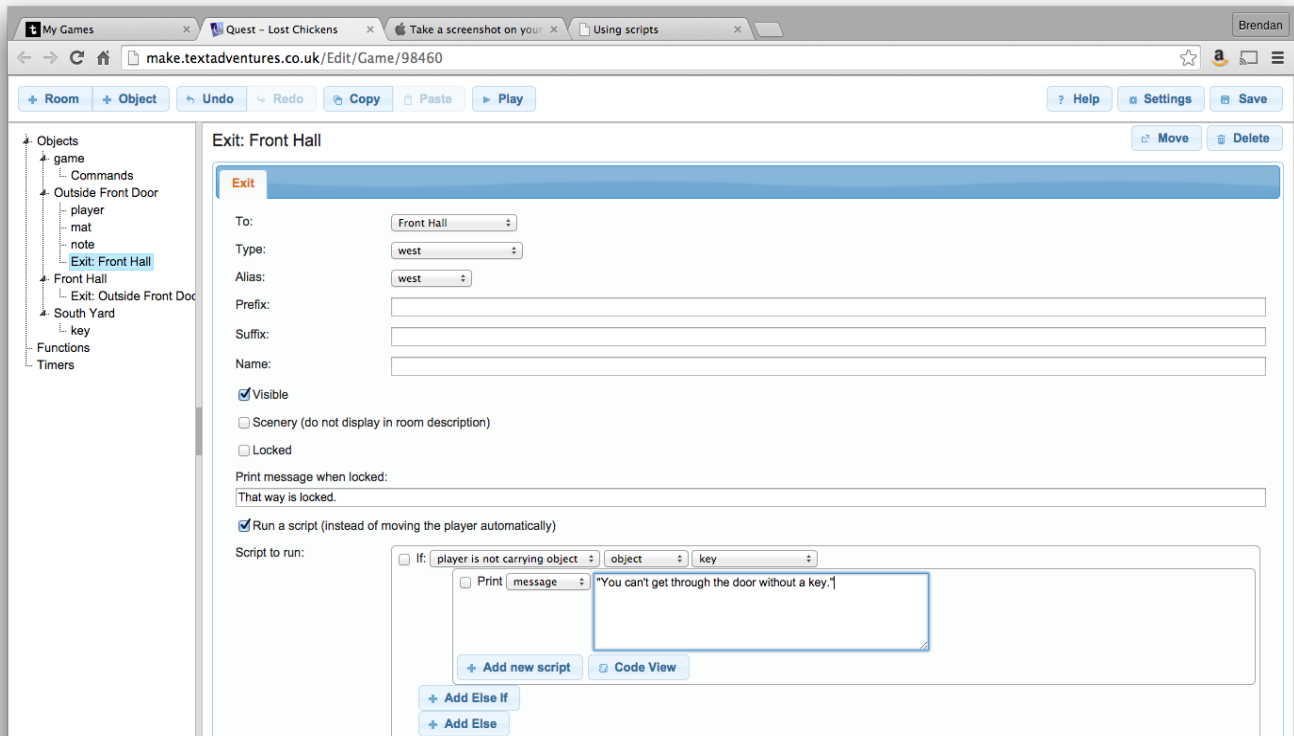 My Games
Quest – Lost Chickens
Take a screenshot on your
Using scripts
Brendan
make.textadventures.co.uk/Edit/Game/98460
+ Room + Object Undo Redo Copy Paste Play ? Help Settings Save
Objects
game
Commands
Outside Front Door
player
mat
note
Exit: Front Hall
Front Hall
Exit: Outside Front Doo
South Yard
key
Functions
Timers
Exit: Front Hall
Move Delete
Exit
To: Front Hall
Type: west
Alias: west
Prefix:
Suffix:
Name:
Visible
Scenery (do not display in room description)
Locked
Print message when locked:
That way is locked.
Run a script (instead of moving the player automatically)
Script to run:
If: player is not carrying object object key
Print message "You can't get through the door without a key."
+ Add new script Code View
+ Add Else If
+ Add Else